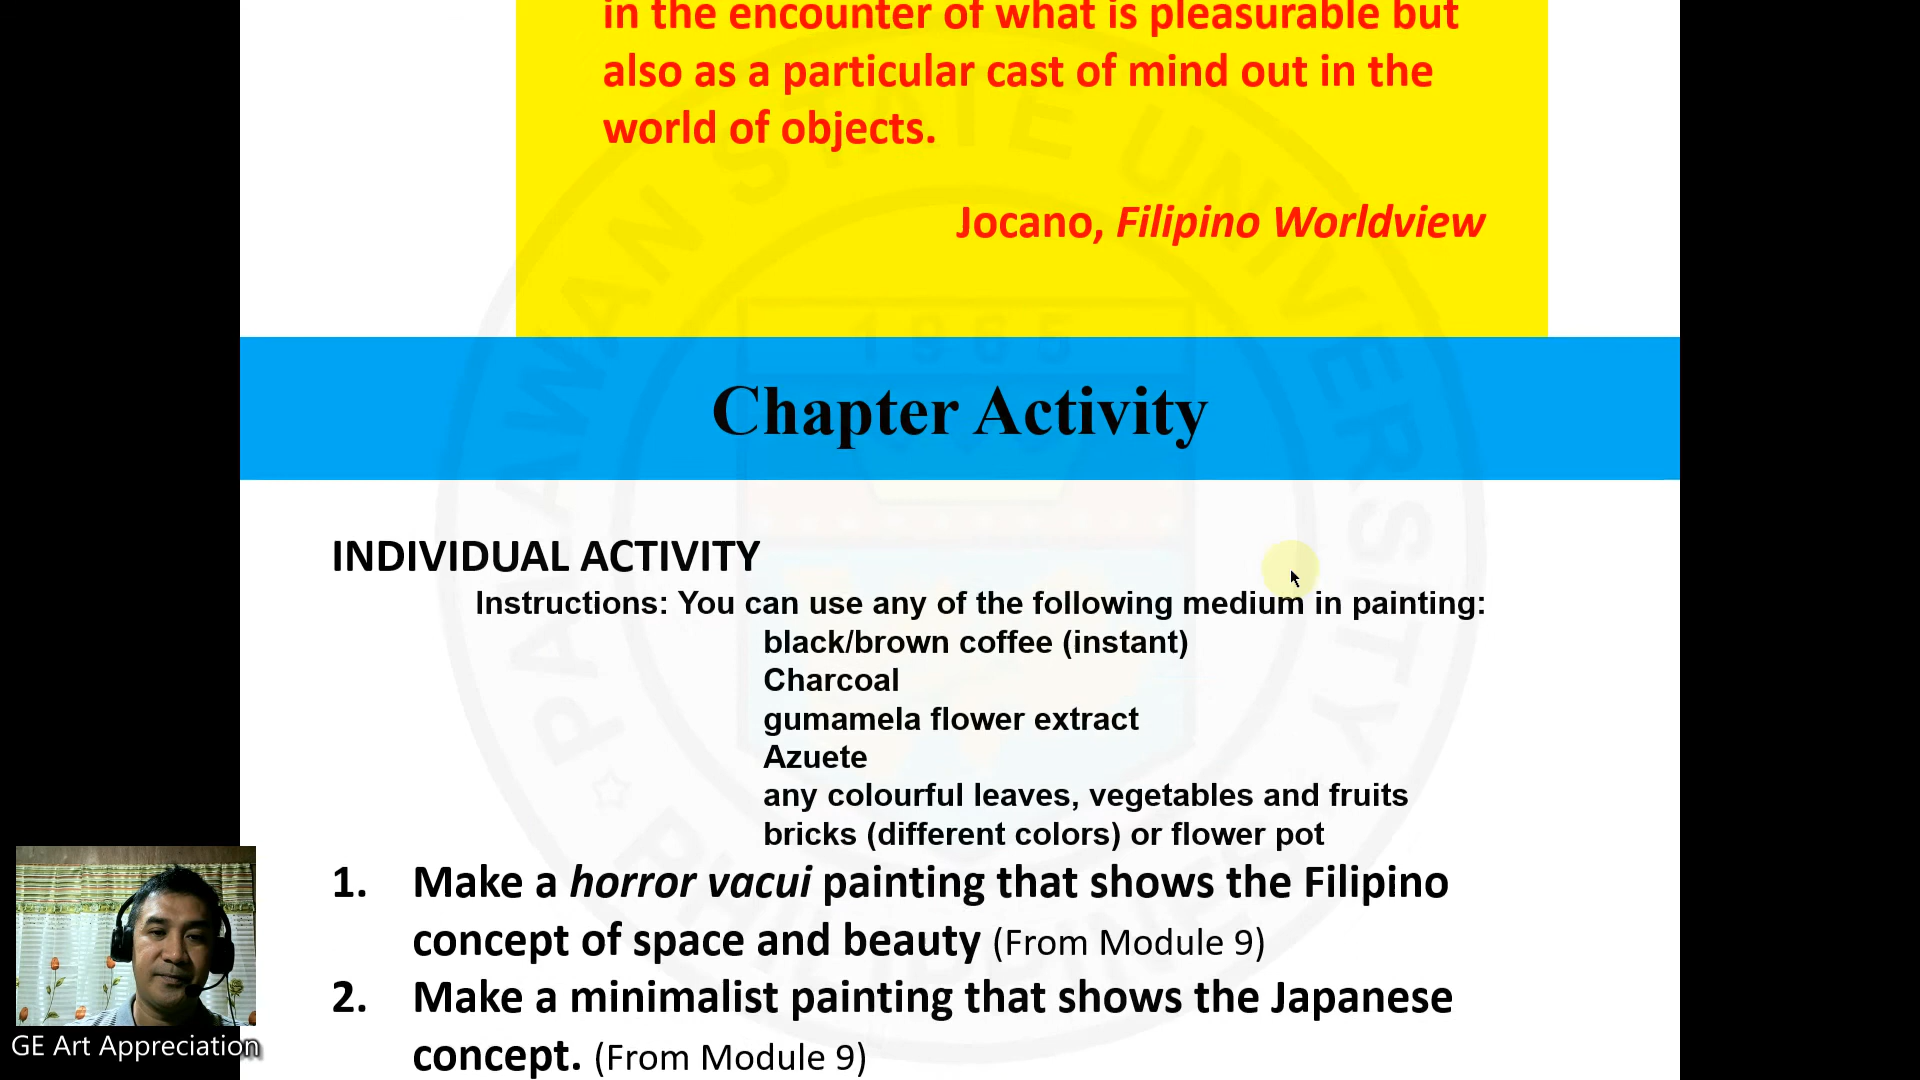 in the encounter of what is pleasurable but
also as a particular cast of mind out in the
world of objects.
Jocano, Filipino Worldview
PALAWAN STATE UNIVERSITY
1965
Chapter Activity
INDIVIDUAL ACTIVITY
Instructions: You can use any of the following medium in painting:
black/brown coffee (instant)
Charcoal
gumamela flower extract
Azuete
any colourful leaves, vegetables and fruits
bricks (different colors) or flower pot
1. Make a horror vacui painting that shows the Filipino
concept of space and beauty (From Module 9)
2. Make a minimalist painting that shows the Japanese
concept. (From Module 9)
GE Art Appreciation